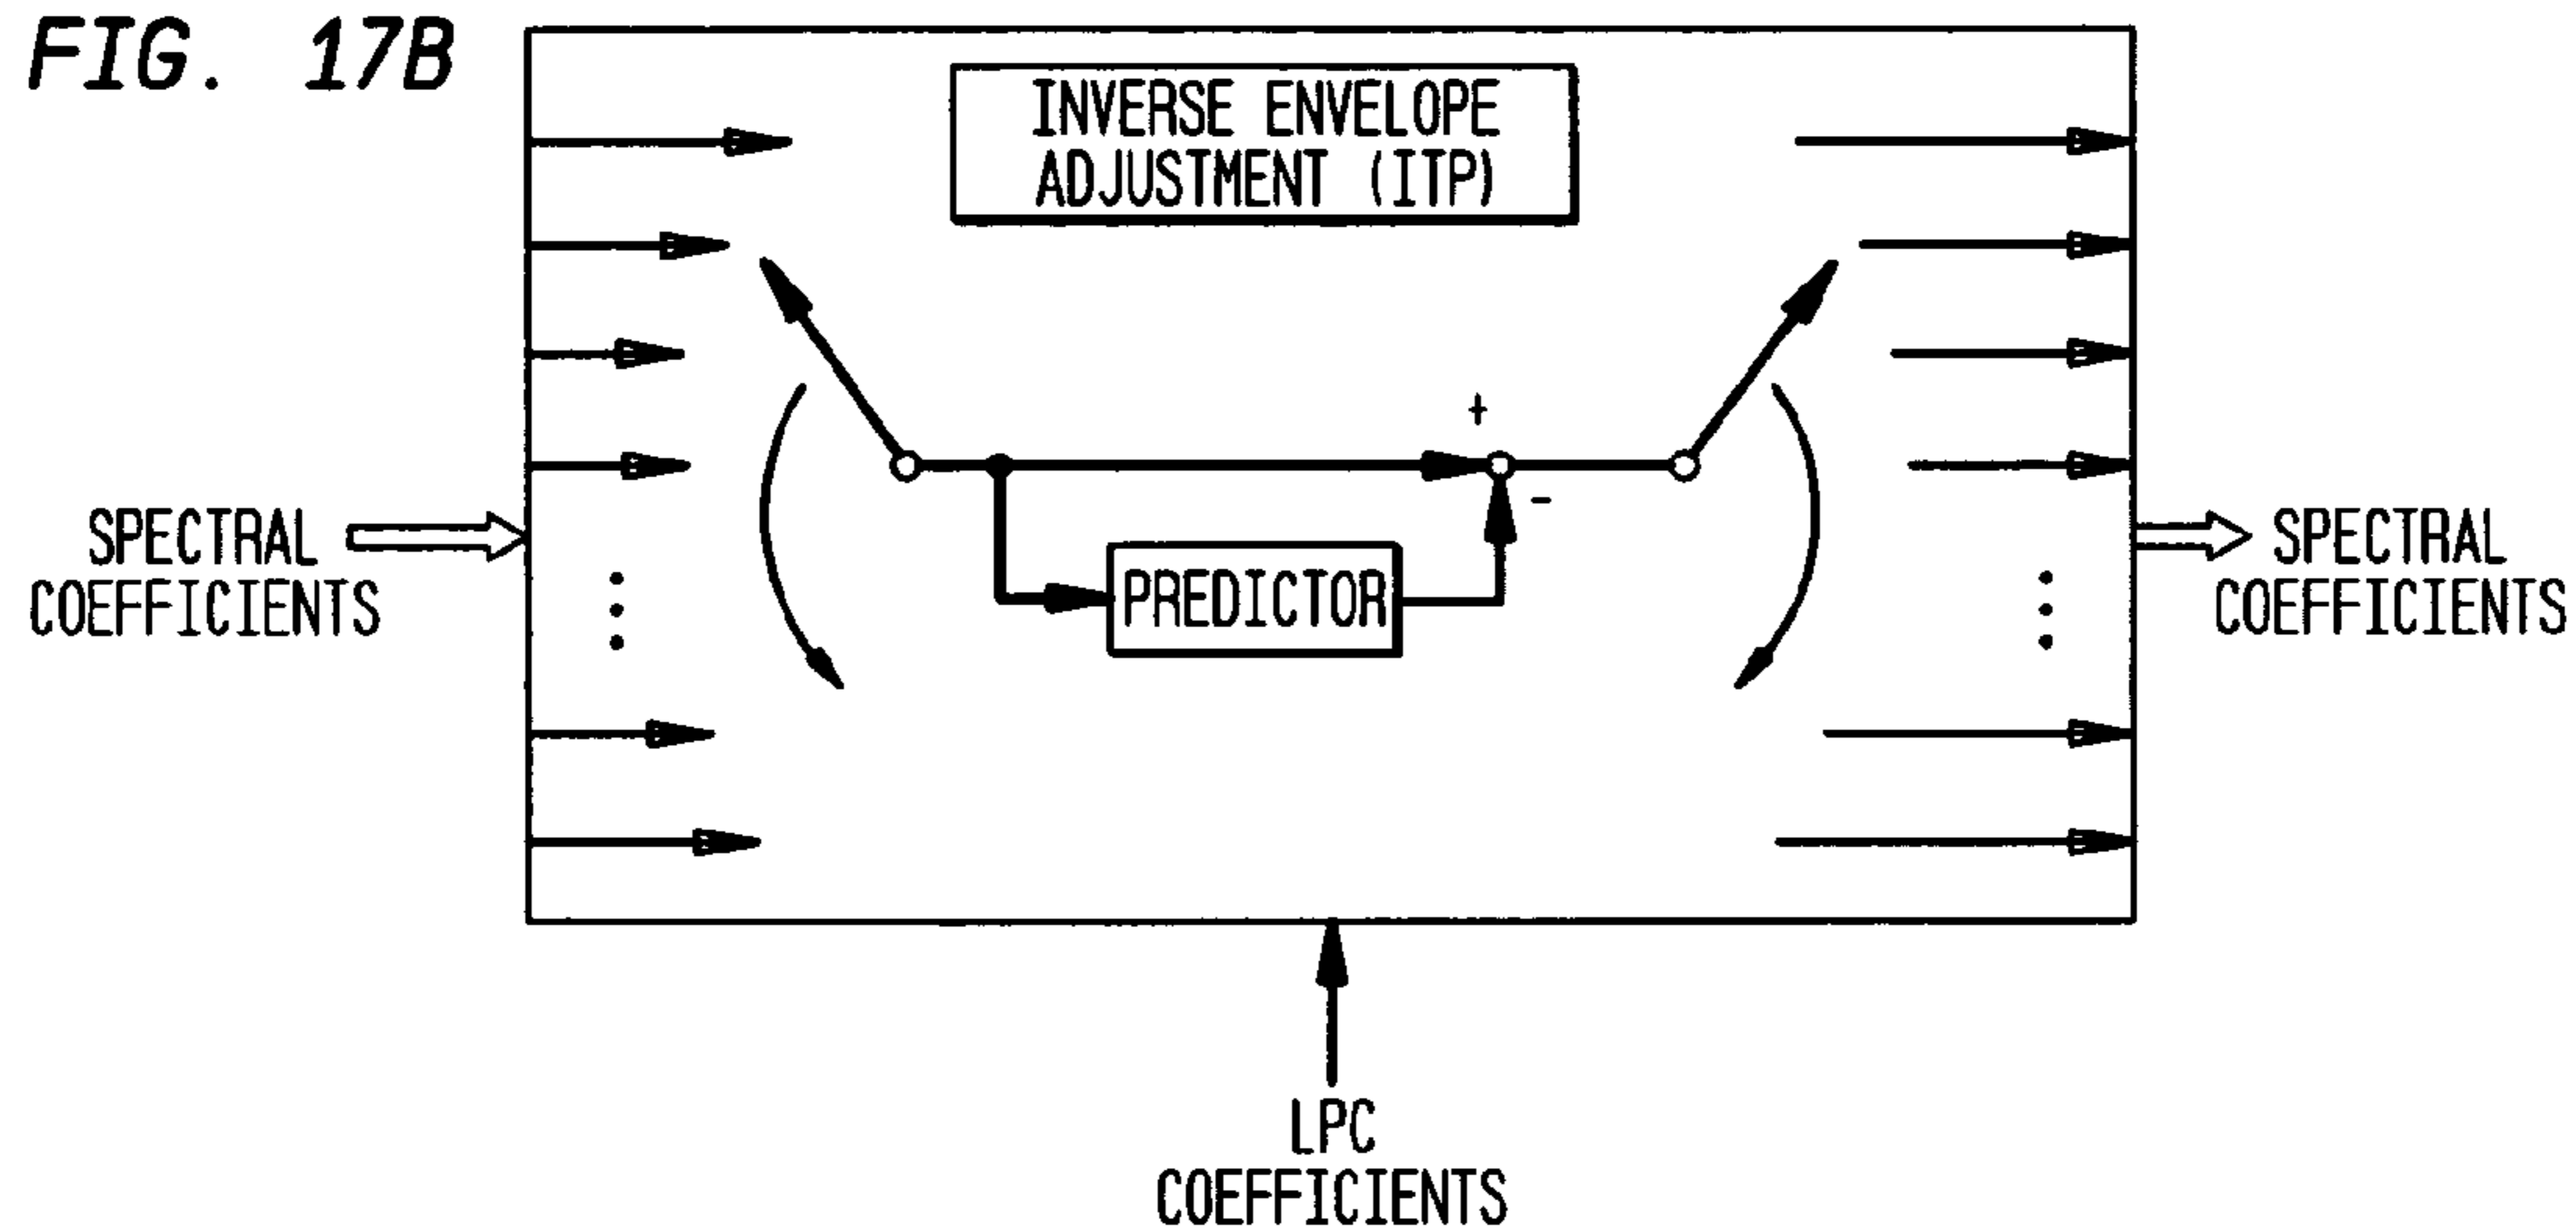 FIG. 17B
INVERSE ENVELOPE
ADJUSTMENT (ITP)
+
-
SPECTRAL
COEFFICIENTS
PREDICTOR
SPECTRAL
COEFFICIENTS
LPC
COEFFICIENTS